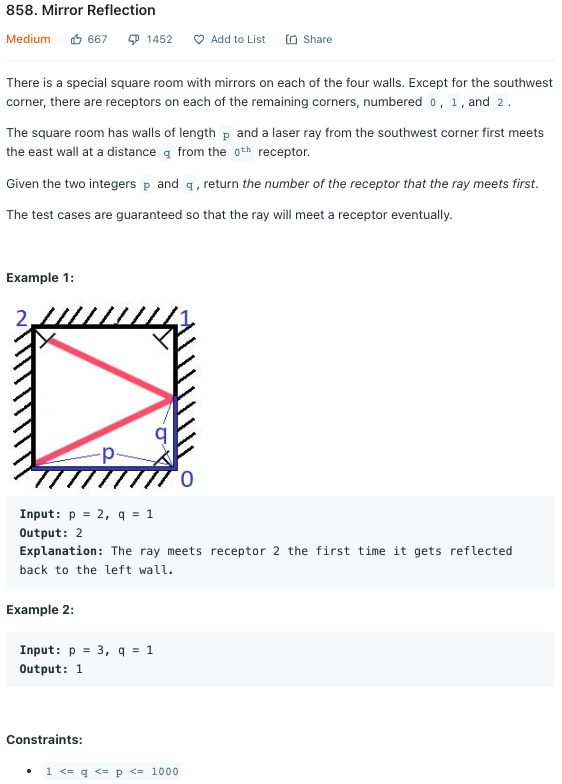 858. Mirror Reflection
Medium 667 1452 Add to List Share
There is a special square room with mirrors on each of the four walls. Except for the southwest
corner, there are receptors on each of the remaining corners, numbered 0, 1, and 2.
The square room has walls of length p and a laser ray from the southwest corner first meets
the east wall at a distance q from the 0th receptor.
Given the two integers p and q, return the number of the receptor that the ray meets first.
The test cases are guaranteed so that the ray will meet a receptor eventually.
Example 1:
2 1
q
p
0
Input: p = 2, q = 1
Output: 2
Explanation: The ray meets receptor 2 the first time it gets reflected
back to the left wall.
Example 2:
Input: p = 3, q = 1
Output: 1
Constraints:
• 1 <= q <= p <= 1000